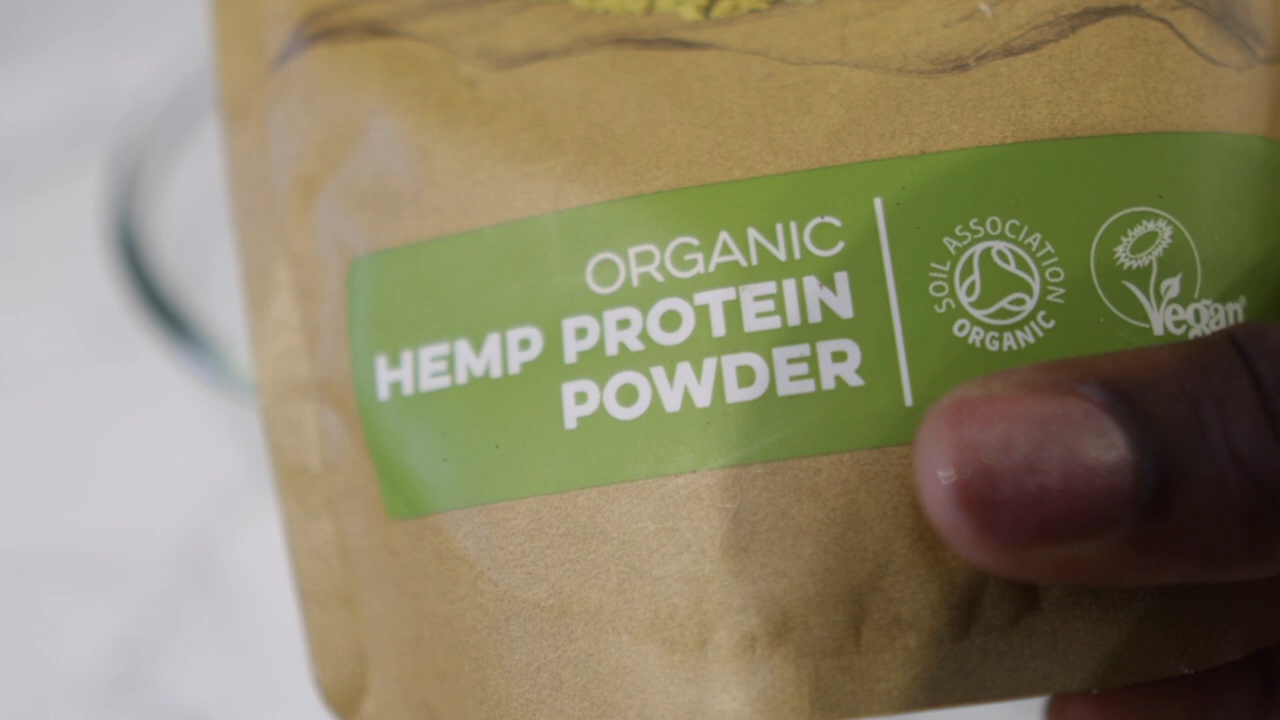 ORGANIC
HEMP PROTEIN
POWDER
SOIL ASSOCIATION
ORGANIC
Vegan